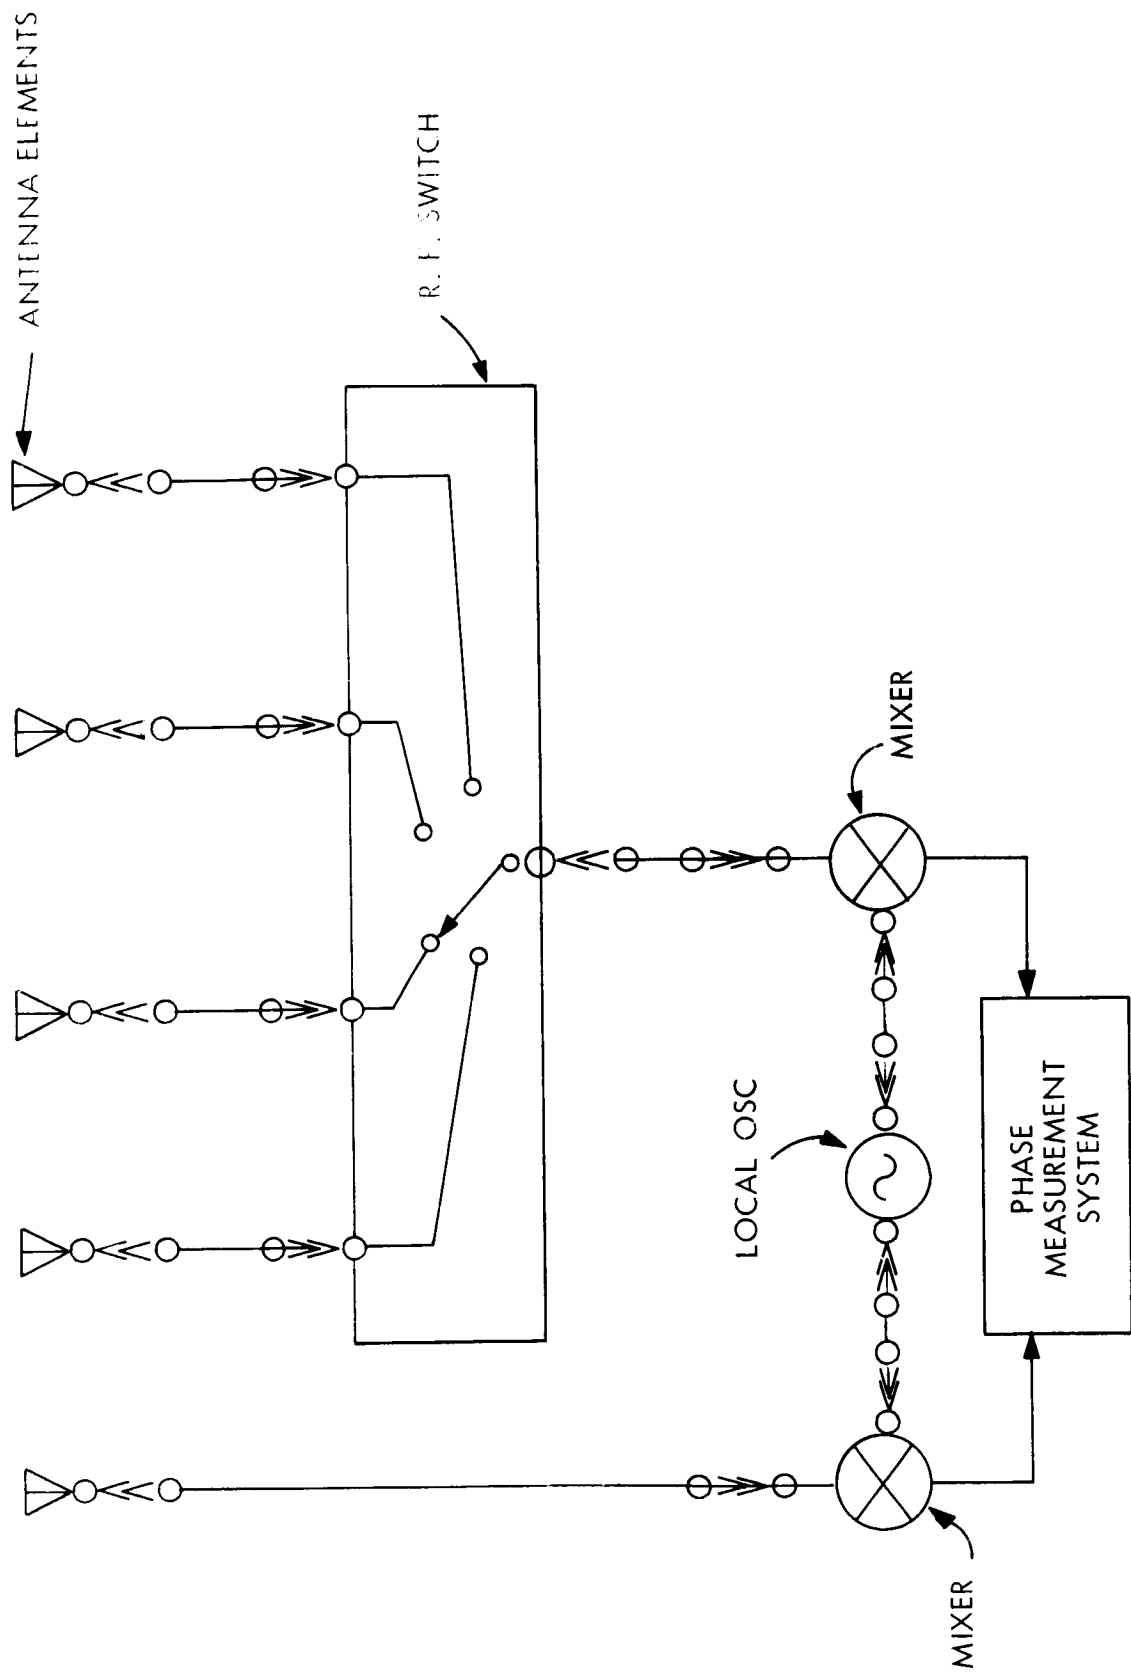 ANTENNA ELEMENTS
R. F. SWITCH
MIXER
LOCAL OSC
PHASE
MEASUREMENT
SYSTEM
MIXER